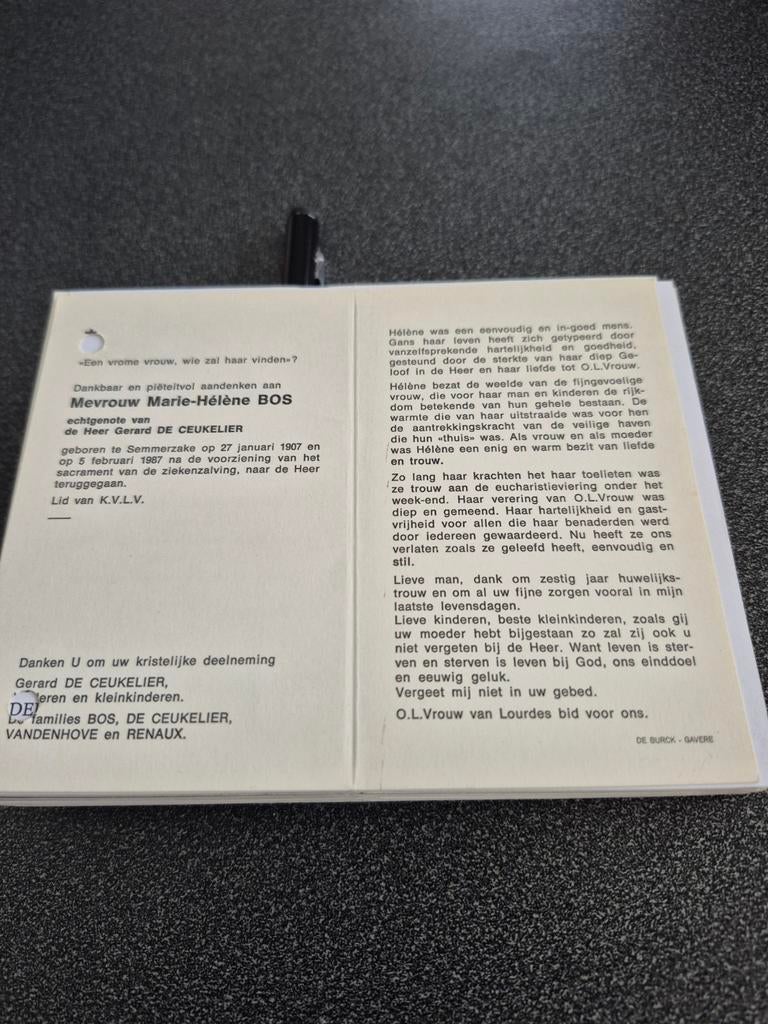 «Een vrome vrouw, wie zal haar vinden»?
Dankbaar en piëteitvol aandenken aan
Mevrouw Marie-Hélène BOS
echtgenote van
de Heer Gerard DE CEUKELIER
geboren te Semmerzake op 27 januari 1907 en
op 5 februari 1987 na de voorziening van het
sacrament van de ziekenzalving, naar de Heer
teruggegaan.
Lid van K.V.L.V.
Danken U om uw kristelijke deelneming
Gerard DE CEUKELIER,
deren en kleinkinderen.
DE
families BOS, DE CEUKELIER,
VANDENHOVE en RENAUX.
Hélène was een eenvoudig en in-goed mens.
Gans haar leven heeft zich getypeerd door
vanzelfsprekende hartelijkheid en goedheid,
gesteund door de sterkte van haar diep Ge-
loof in de Heer en haar liefde tot O.L.Vrouw.
Hélène bezat de weelde van de fijngevoelige
vrouw, die voor haar man en kinderen de rijk-
dom betekende van hun gehele bestaan. De
warmte die van haar uitstraalde was voor hen
de aantrekkingskracht van de veilige haven
die hun «thuis» was. Als vrouw en als moeder
was Hélène een enig en warm bezit van liefde
en trouw.
Zo lang haar krachten het haar toelieten was
ze trouw aan de eucharistieviering onder het
week-end. Haar verering van O.L.Vrouw was
diep en gemeend. Haar hartelijkheid en gast-
vrijheid voor allen die haar benaderden werd
door iedereen gewaardeerd. Nu heeft ze ons
verlaten zoals ze geleefd heeft, eenvoudig en
stil.
Lieve man, dank om zestig jaar huwelijks-
trouw en om al uw fijne zorgen vooral in mijn
laatste levensdagen.
Lieve kinderen, beste kleinkinderen, zoals gij
uw moeder hebt bijgestaan zo zal zij ook u
niet vergeten bij de Heer. Want leven is ster-
ven en sterven is leven bij God, ons einddoel
en eeuwig geluk.
Vergeet mij niet in uw gebed.
O.L.Vrouw van Lourdes bid voor ons.
DE BURCK - GAVERE